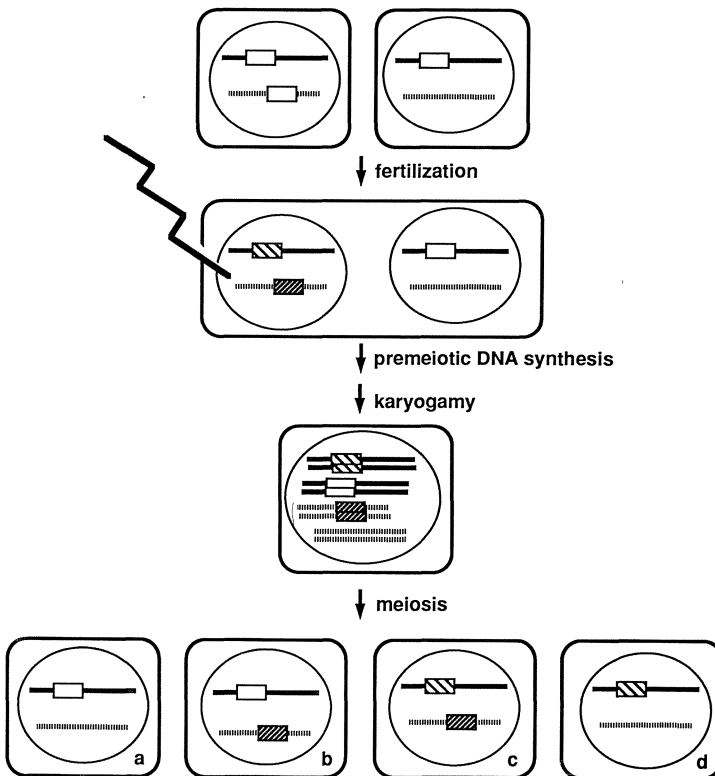 fertilization
premeiotic DNA synthesis
karyogamy
meiosis
a
b
c
d